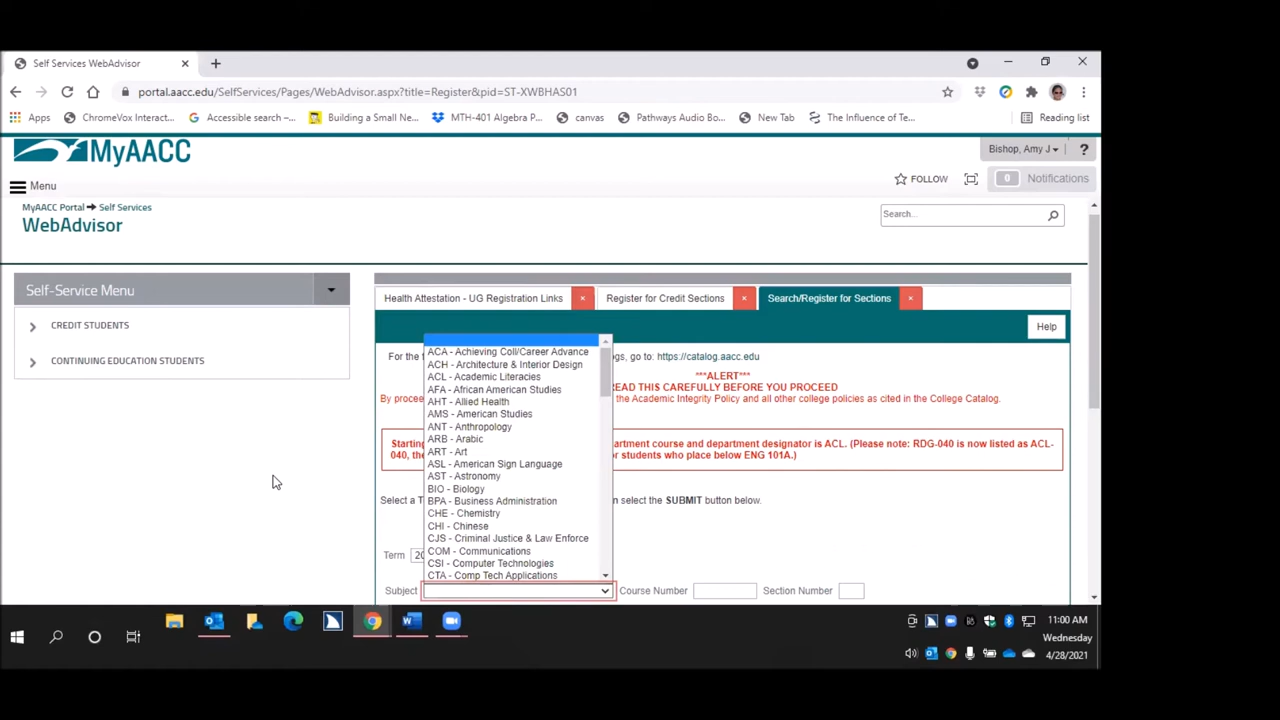 Self Services WebAdvisor
portal.aacc.edu/SelfServices/Pages/WebAdvisor.aspx?title=Register&pid=ST-XWBHAS01
Apps ChromeVox Interact... Accessible search –... Building a Small Ne... MTH-401 Algebra P... canvas Pathways Audio Bo... New Tab The Influence of Te... Reading list
MyAACC
Bishop, Amy J ?
Menu
FOLLOW 0 Notifications
MyAACC Portal → Self Services
WebAdvisor
Search...
Self-Service Menu
CREDIT STUDENTS
CONTINUING EDUCATION STUDENTS
Health Attestation - UG Registration Links × Register for Credit Sections × Search/Register for Sections ×
Help
For the ogs, go to: https://catalog.aacc.edu
***ALERT***
READ THIS CAREFULLY BEFORE YOU PROCEED
By procee the Academic Integrity Policy and all other college policies as cited in the College Catalog.
Starting artment course and department designator is ACL. (Please note: RDG-040 is now listed as ACL-
040, the or students who place below ENG 101A.)
Select a T n select the SUBMIT button below.
Term 20
ACA - Achieving Coll/Career Advance
ACH - Architecture & Interior Design
ACL - Academic Literacies
AFA - African American Studies
AHT - Allied Health
AMS - American Studies
ANT - Anthropology
ARB - Arabic
ART - Art
ASL - American Sign Language
AST - Astronomy
BIO - Biology
BPA - Business Administration
CHE - Chemistry
CHI - Chinese
CJS - Criminal Justice & Law Enforce
COM - Communications
CSI - Computer Technologies
CTA - Comp Tech Applications
Subject Course Number Section Number
11:00 AM
Wednesday
4/28/2021